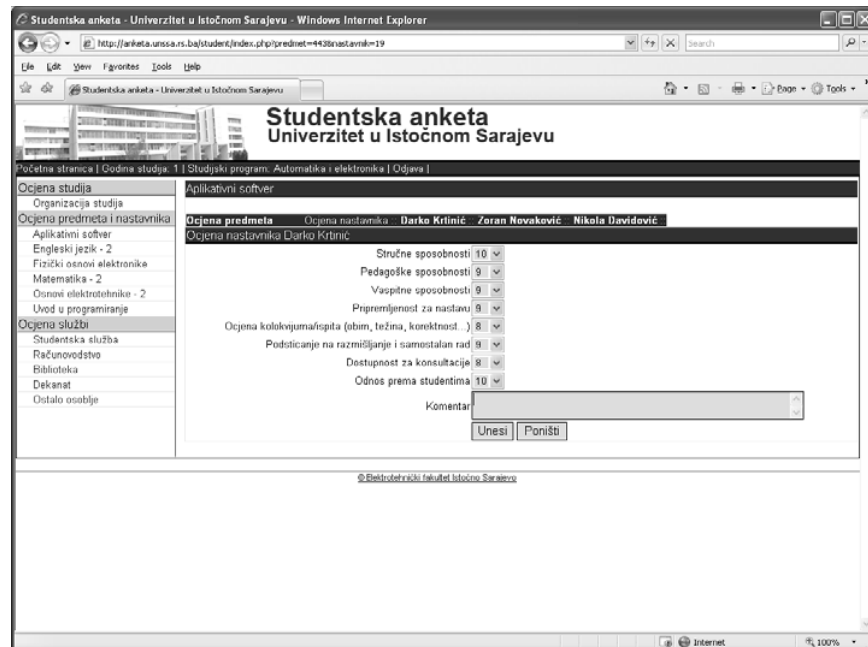 Studentska anketa - Univerzitet u Istočnom Sarajevu - Windows Internet Explorer
http://anketa.unssa.rs.ba/student/index.php?predmet=443&nastavnik=19
Search
File Edit View Favorites Tools Help
Studentska anketa - Univerzitet u Istočnom Sarajevu
Page Tools
Studentska anketa
Univerzitet u Istočnom Sarajevu
Početna stranica | Godina studija: 1 | Studijski program: Automatika i elektronika | Odjava |
Ocjena studija
Organizacija studija
Ocjena predmeta i nastavnika
Aplikativni softver
Engleski jezik - 2
Fizički osnovi elektronike
Matematika - 2
Osnovi elektrotehnike - 2
Uvod u programiranje
Ocjena službi
Studentska služba
Računovodstvo
Biblioteka
Dekanat
Ostalo osoblje
Aplikativni softver
Ocjena predmeta Ocjena nastavnika :: Darko Krtinić :: Zoran Novaković :: Nikola Davidović ::
Ocjena nastavnika Darko Krtinić
Stručne sposobnosti 10
Pedagoške sposobnosti 9
Vaspitne sposobnosti 9
Pripremljenost za nastavu 9
Ocjena kolokvijuma/ispita (obim, težina, korektnost...) 8
Podsticanje na razmišljanje i samostalan rad 9
Dostupnost za konsultacije 8
Odnos prema studentima 10
Komentar
Unesi Poništi
© Elektrotehnički fakultet Istočno Sarajevo
Internet 100%